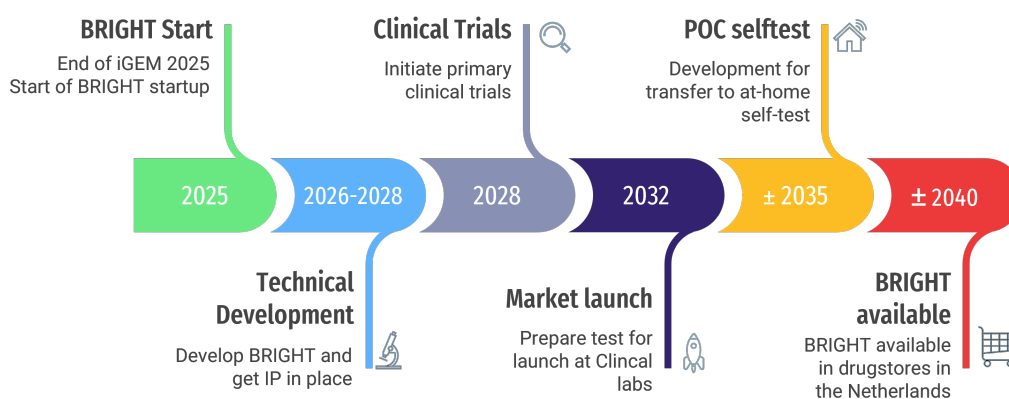 BRIGHT Start
End of iGEM 2025
Start of BRIGHT startup
Clinical Trials
Initiate primary
clinical trials
POC selftest
Development for
transfer to at-home
self-test
2025
2026-2028
2028
2032
± 2035
± 2040
Technical
Development
Develop BRIGHT and
get IP in place
Market launch
Prepare test for
launch at Clincal
labs
BRIGHT
available
BRIGHT available
in drugstores in
the Netherlands